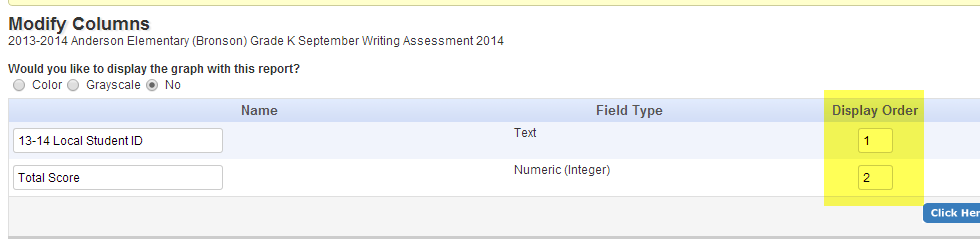 Modify Columns
2013-2014 Anderson Elementary (Bronson) Grade K September Writing Assessment 2014
Would you like to display the graph with this report?
Color Grayscale No
Name Field Type Display Order
13-14 Local Student ID Text 1
Total Score Numeric (Integer) 2
Click